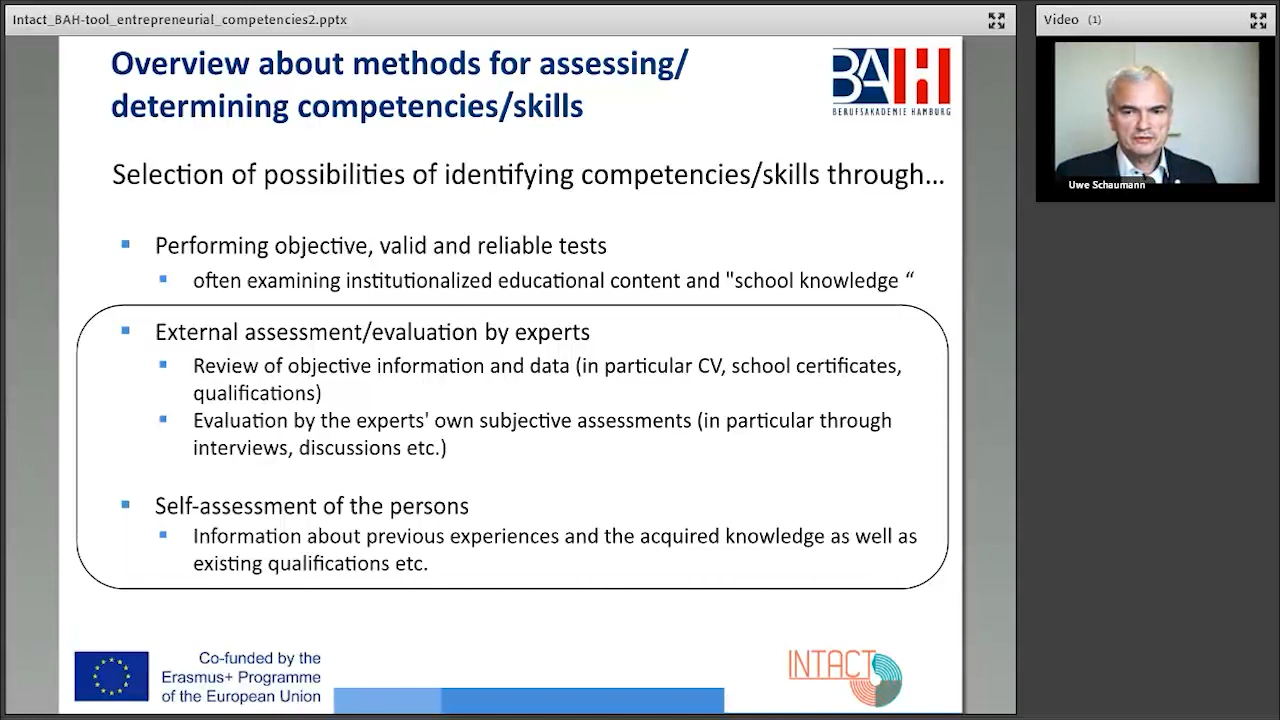 Intact_BAH-tool_entrepreneurial_competencies2.pptx
Video (1)
Overview about methods for assessing/
determining competencies/skills
BAH
BERUFSAKADEMIE HAMBURG
Uwe Schaumann
Selection of possibilities of identifying competencies/skills through…
Performing objective, valid and reliable tests
often examining institutionalized educational content and "school knowledge “
External assessment/evaluation by experts
Review of objective information and data (in particular CV, school certificates,
qualifications)
Evaluation by the experts' own subjective assessments (in particular through
interviews, discussions etc.)
Self-assessment of the persons
Information about previous experiences and the acquired knowledge as well as
existing qualifications etc.
Co-funded by the
Erasmus+ Programme
of the European Union
INTACT